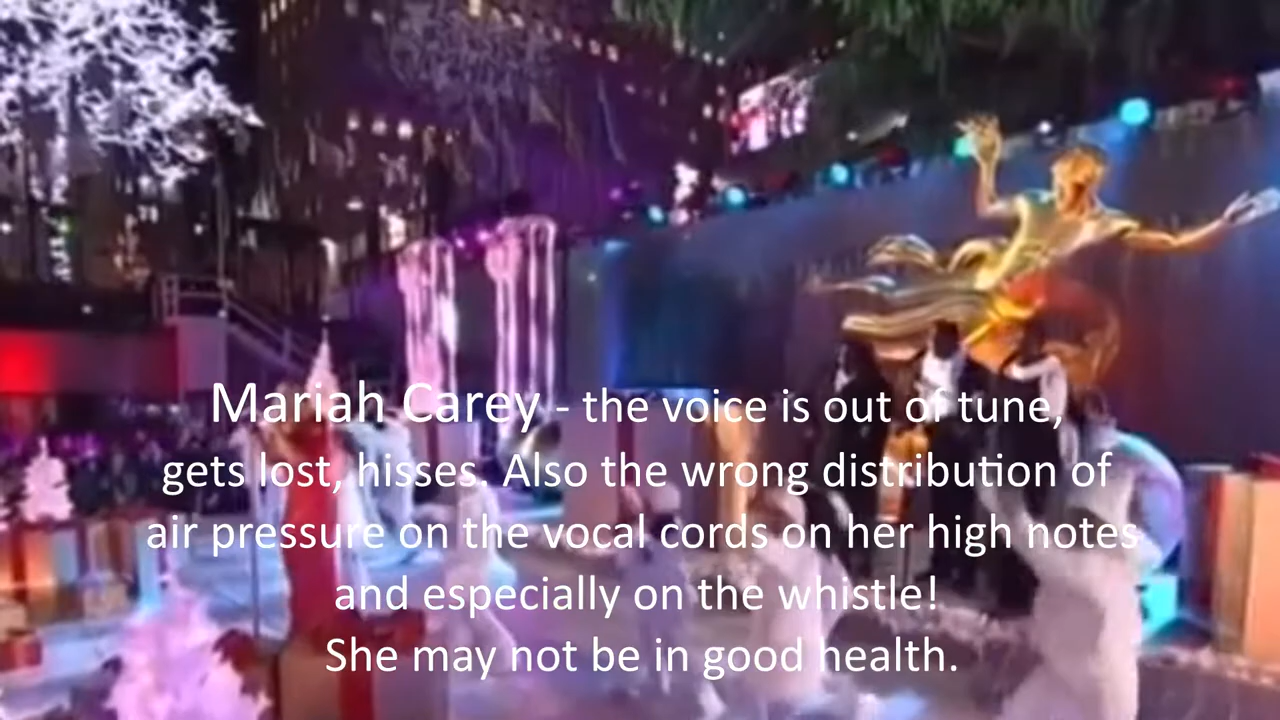 Mariah Carey - the voice is out of tune,
gets lost, hisses. Also the wrong distribution of
air pressure on the vocal cords on her high notes
and especially on the whistle!
She may not be in good health.